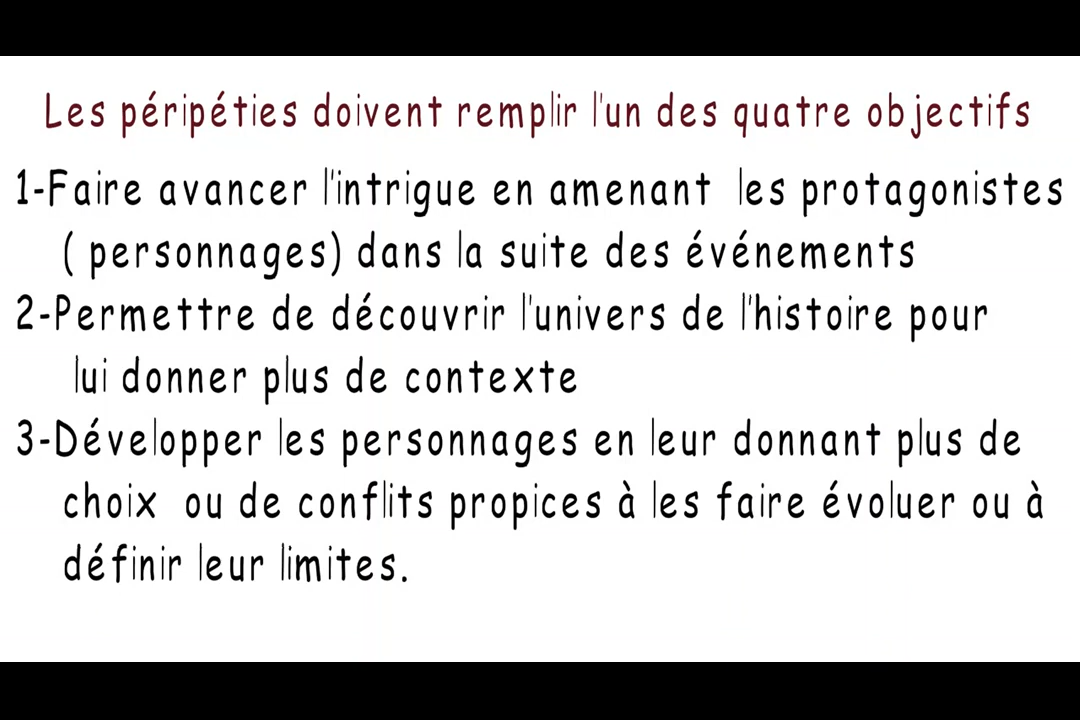 Les péripéties doivent remplir l'un des quatre objectifs
1-Faire avancer l'intrigue en amenant les protagonistes
( personnages) dans la suite des événements
2-Permettre de découvrir l'univers de l'histoire pour
lui donner plus de contexte
3-Développer les personnages en leur donnant plus de
choix ou de conflits propices à les faire évoluer ou à
définir leur limites.